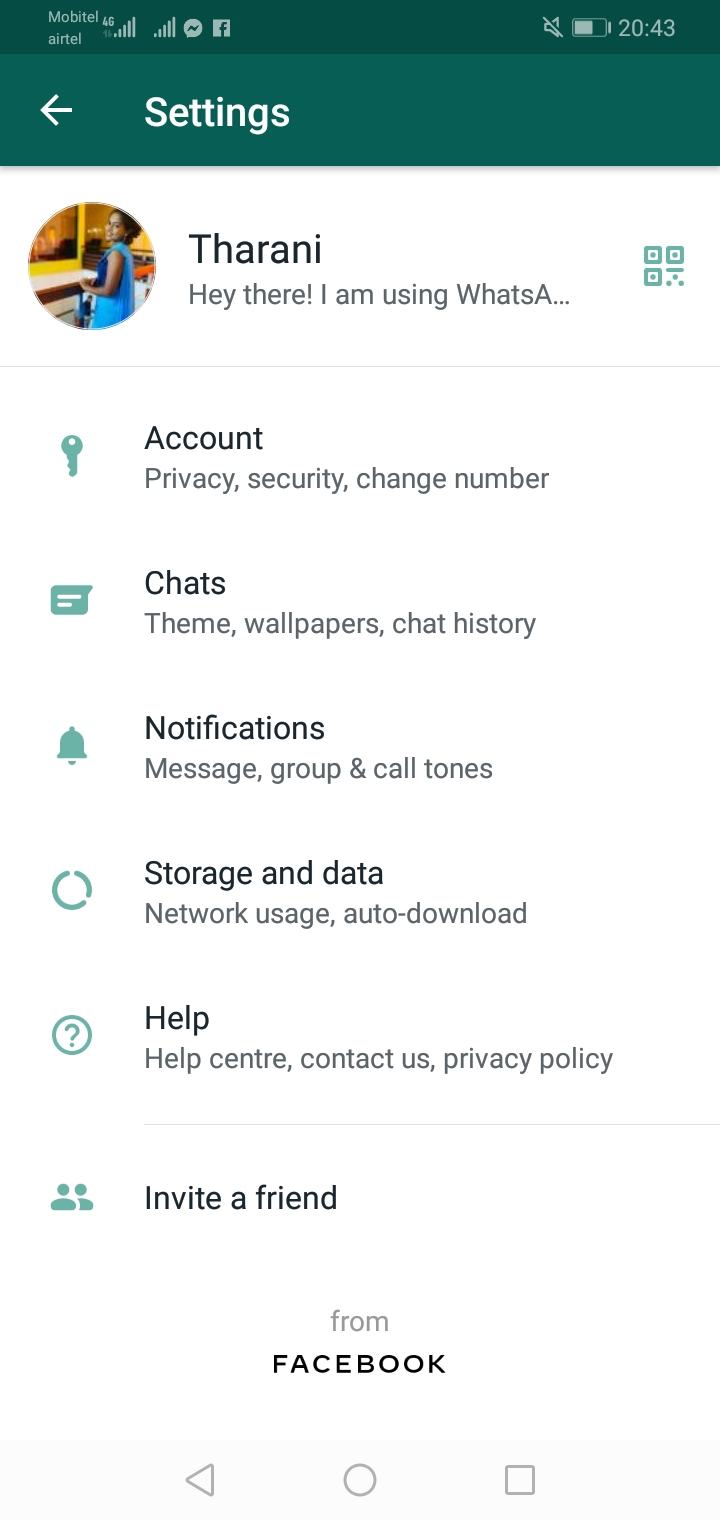 Mobitel 4G
airtel
20:43
Settings
Tharani
Hey there! I am using WhatsA...
Account
Privacy, security, change number
Chats
Theme, wallpapers, chat history
Notifications
Message, group & call tones
Storage and data
Network usage, auto-download
Help
Help centre, contact us, privacy policy
Invite a friend
from
FACEBOOK